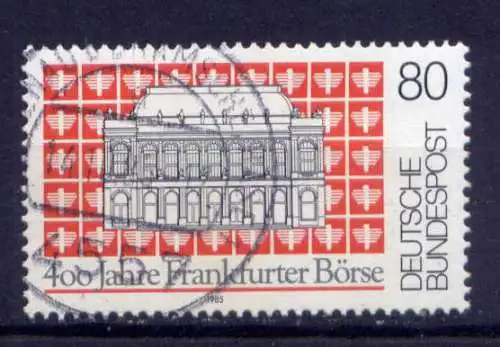 80
DEUTSCHE
BUNDESPOST
400 Jahre Frankfurter Börse
1985